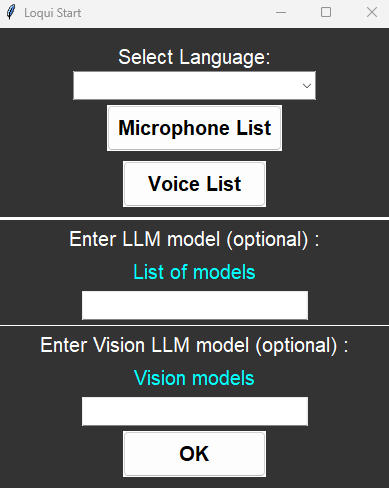 Loqui Start
Select Language:
Microphone List
Voice List
Enter LLM model (optional) :
List of models
Enter Vision LLM model (optional) :
Vision models
OK